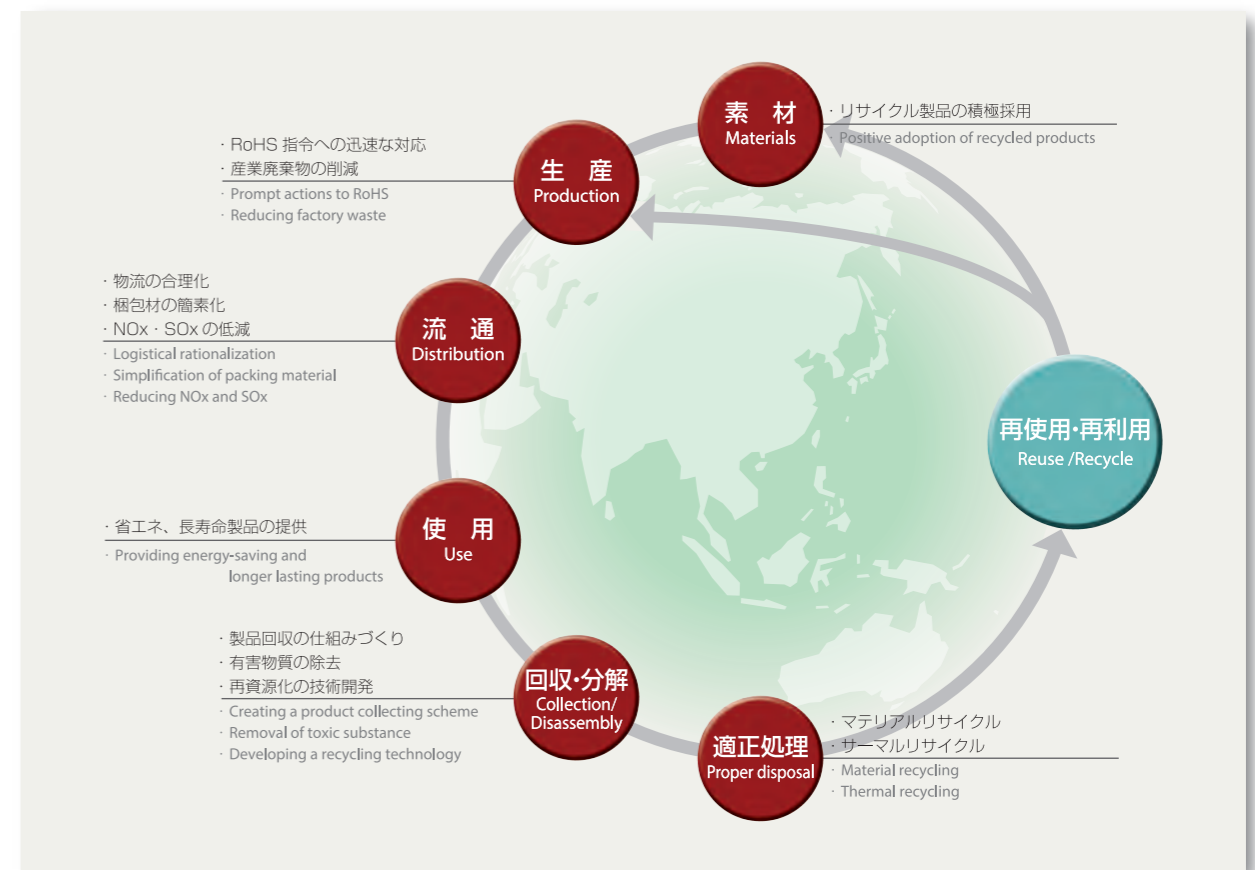 素 材
Materials
・リサイクル製品の積極採用
· Positive adoption of recycled products
生 産
Production
・RoHS 指令への迅速な対応
・産業廃棄物の削減
· Prompt actions to RoHS
· Reducing factory waste
流 通
Distribution
・物流の合理化
・梱包材の簡素化
・NOx・SOx の低減
· Logistical rationalization
· Simplification of packing material
· Reducing NOx and SOx
使 用
Use
・省エネ、長寿命製品の提供
· Providing energy-saving and
longer lasting products
回収・分解
Collection/
Disassembly
・製品回収の仕組みづくり
・有害物質の除去
・再資源化の技術開発
· Creating a product collecting scheme
· Removal of toxic substance
· Developing a recycling technology
適正処理
Proper disposal
・マテリアルリサイクル
・サーマルリサイクル
· Material recycling
· Thermal recycling
再使用・再利用
Reuse /Recycle